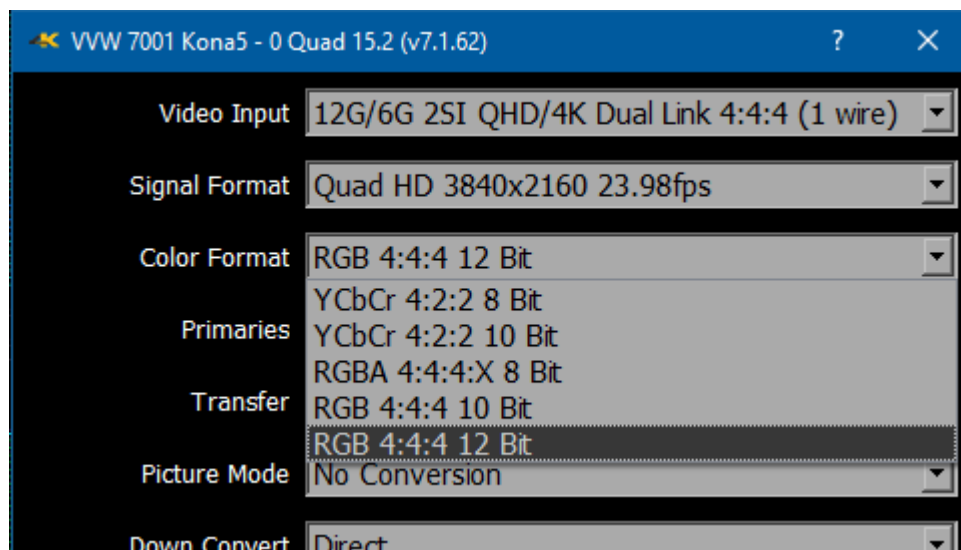 4K VVW 7001 Kona5 - 0 Quad 15.2 (v7.1.62) ? ×
Video Input 12G/6G 2SI QHD/4K Dual Link 4:4:4 (1 wire)
Signal Format Quad HD 3840x2160 23.98fps
Color Format RGB 4:4:4 12 Bit
YCbCr 4:2:2 8 Bit
Primaries YCbCr 4:2:2 10 Bit
RGBA 4:4:4:X 8 Bit
Transfer RGB 4:4:4 10 Bit
RGB 4:4:4 12 Bit
Picture Mode No Conversion
Down Convert Direct